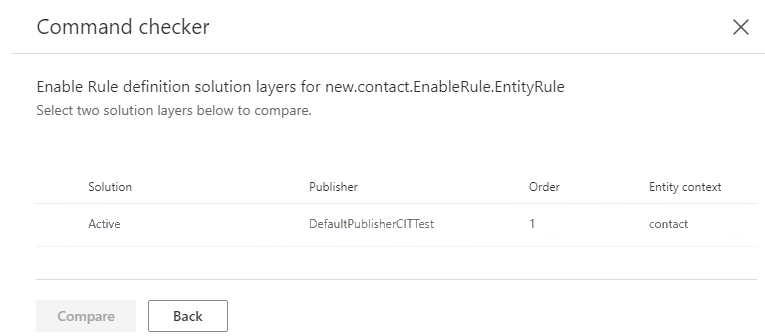 Command checker
Enable Rule definition solution layers for new.contact.EnableRule.EntityRule
Select two solution layers below to compare.
Solution Publisher Order Entity context
Active DefaultPublisherCITTest 1 contact
Compare Back